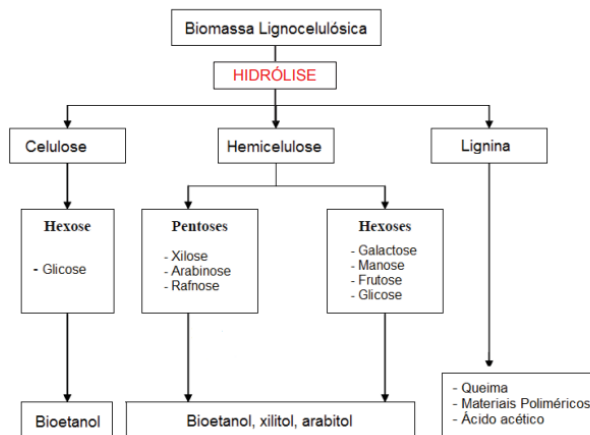 Biomassa Lignocelulósica
HIDRÓLISE
Celulose
Hemicelulose
Lignina
Hexose
- Glicose
Pentoses
- Xilose
- Arabinose
- Rafnose
Hexoses
- Galactose
- Manose
- Frutose
- Glicose
Bioetanol
Bioetanol, xilitol, arabitol
- Queima
- Materiais Poliméricos
- Ácido acético